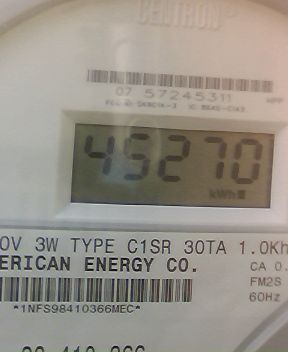 CENTRON
07 57245311
45270
kWh
0V 3W TYPE C1SR 30TA 1.0Kh
ERICAN ENERGY CO.
CA 0.
FM2S
60Hz
*1NFS98410366MEC*